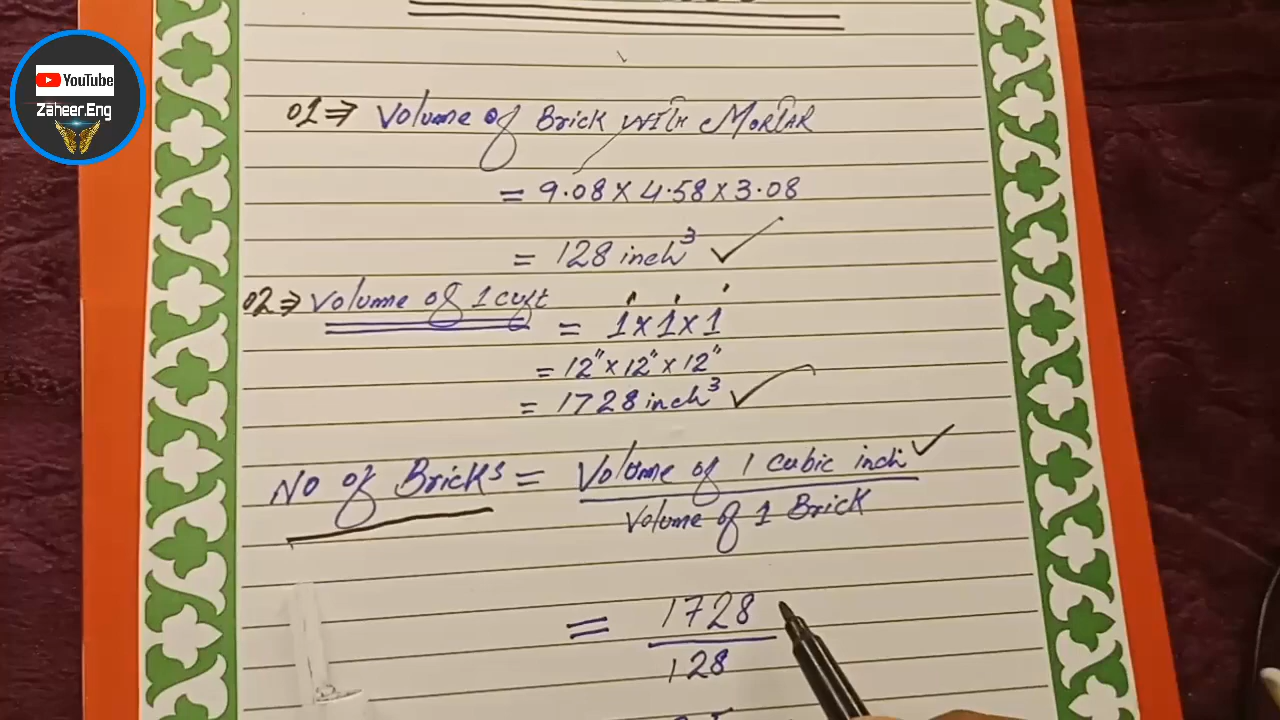 YouTube
Zaheer.Eng
01⇒ Volume of Brick WITH MORTAR
= 9.08 × 4.58 × 3.08
= 128 inch³ ✓
02⇒ Volume of 1 cuft
= 1' × 1' × 1'
= 12" × 12" × 12"
= 1728 inch³ ✓
No of Bricks = Volume of 1 cubic inch ✓
Volume of 1 Brick
= 1728
128